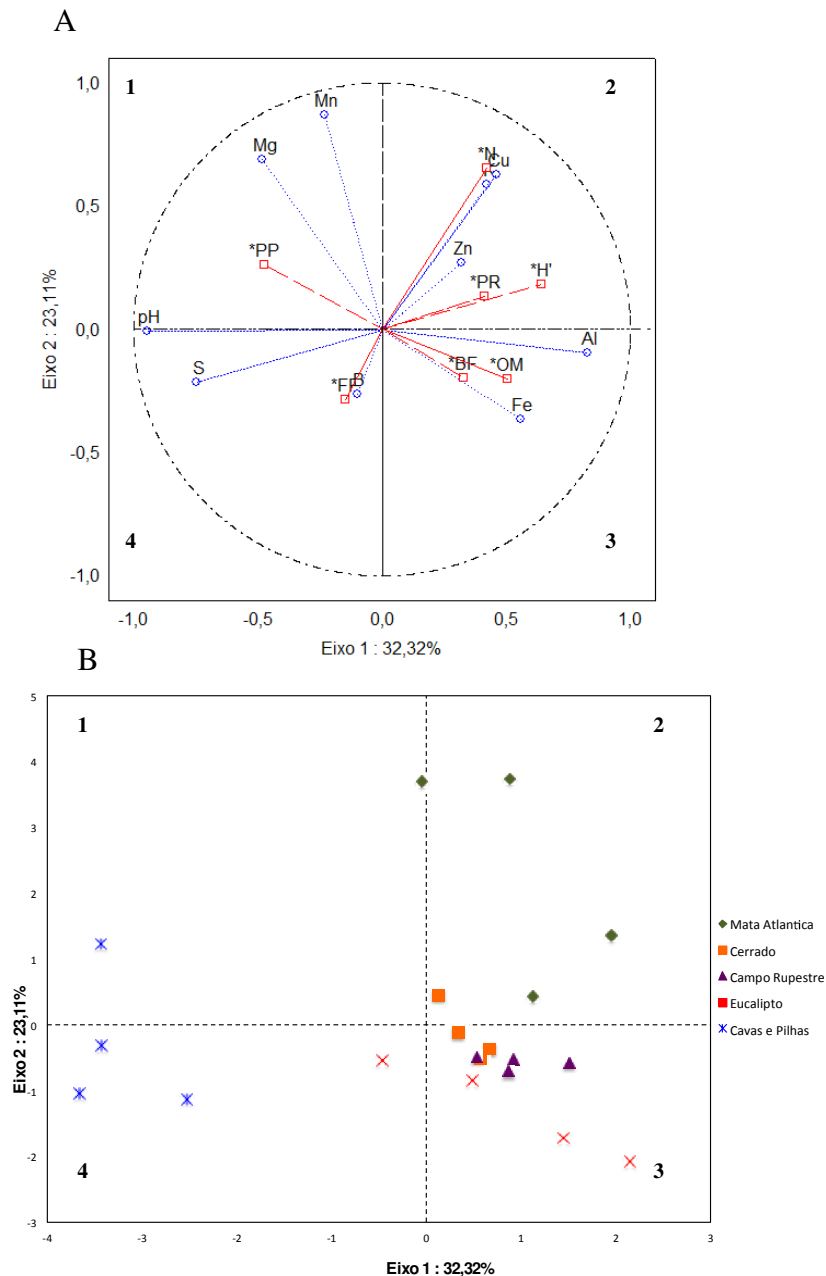 A
1
2
1,0
0,5
0,0
-0,5
-1,0
Mn
Mg
*N
Cu
Zn
*PP
*PR
*H'
pH
Al
S
*BF
*OM
*FF
B
Fe
4
3
-1,0 -0,5 0,0 0,5 1,0
Eixo 2 : 23,11%
Eixo 1 : 32,32%
B
5
4
3
2
1
0
-1
-2
-3
1
2
4
3
-4 -3 -2 -1 0 1 2 3
Eixo 2 : 23,11%
Eixo 1 : 32,32%
Mata Atlantica
Cerrado
Campo Rupestre
Eucalipto
Cavas e Pilhas